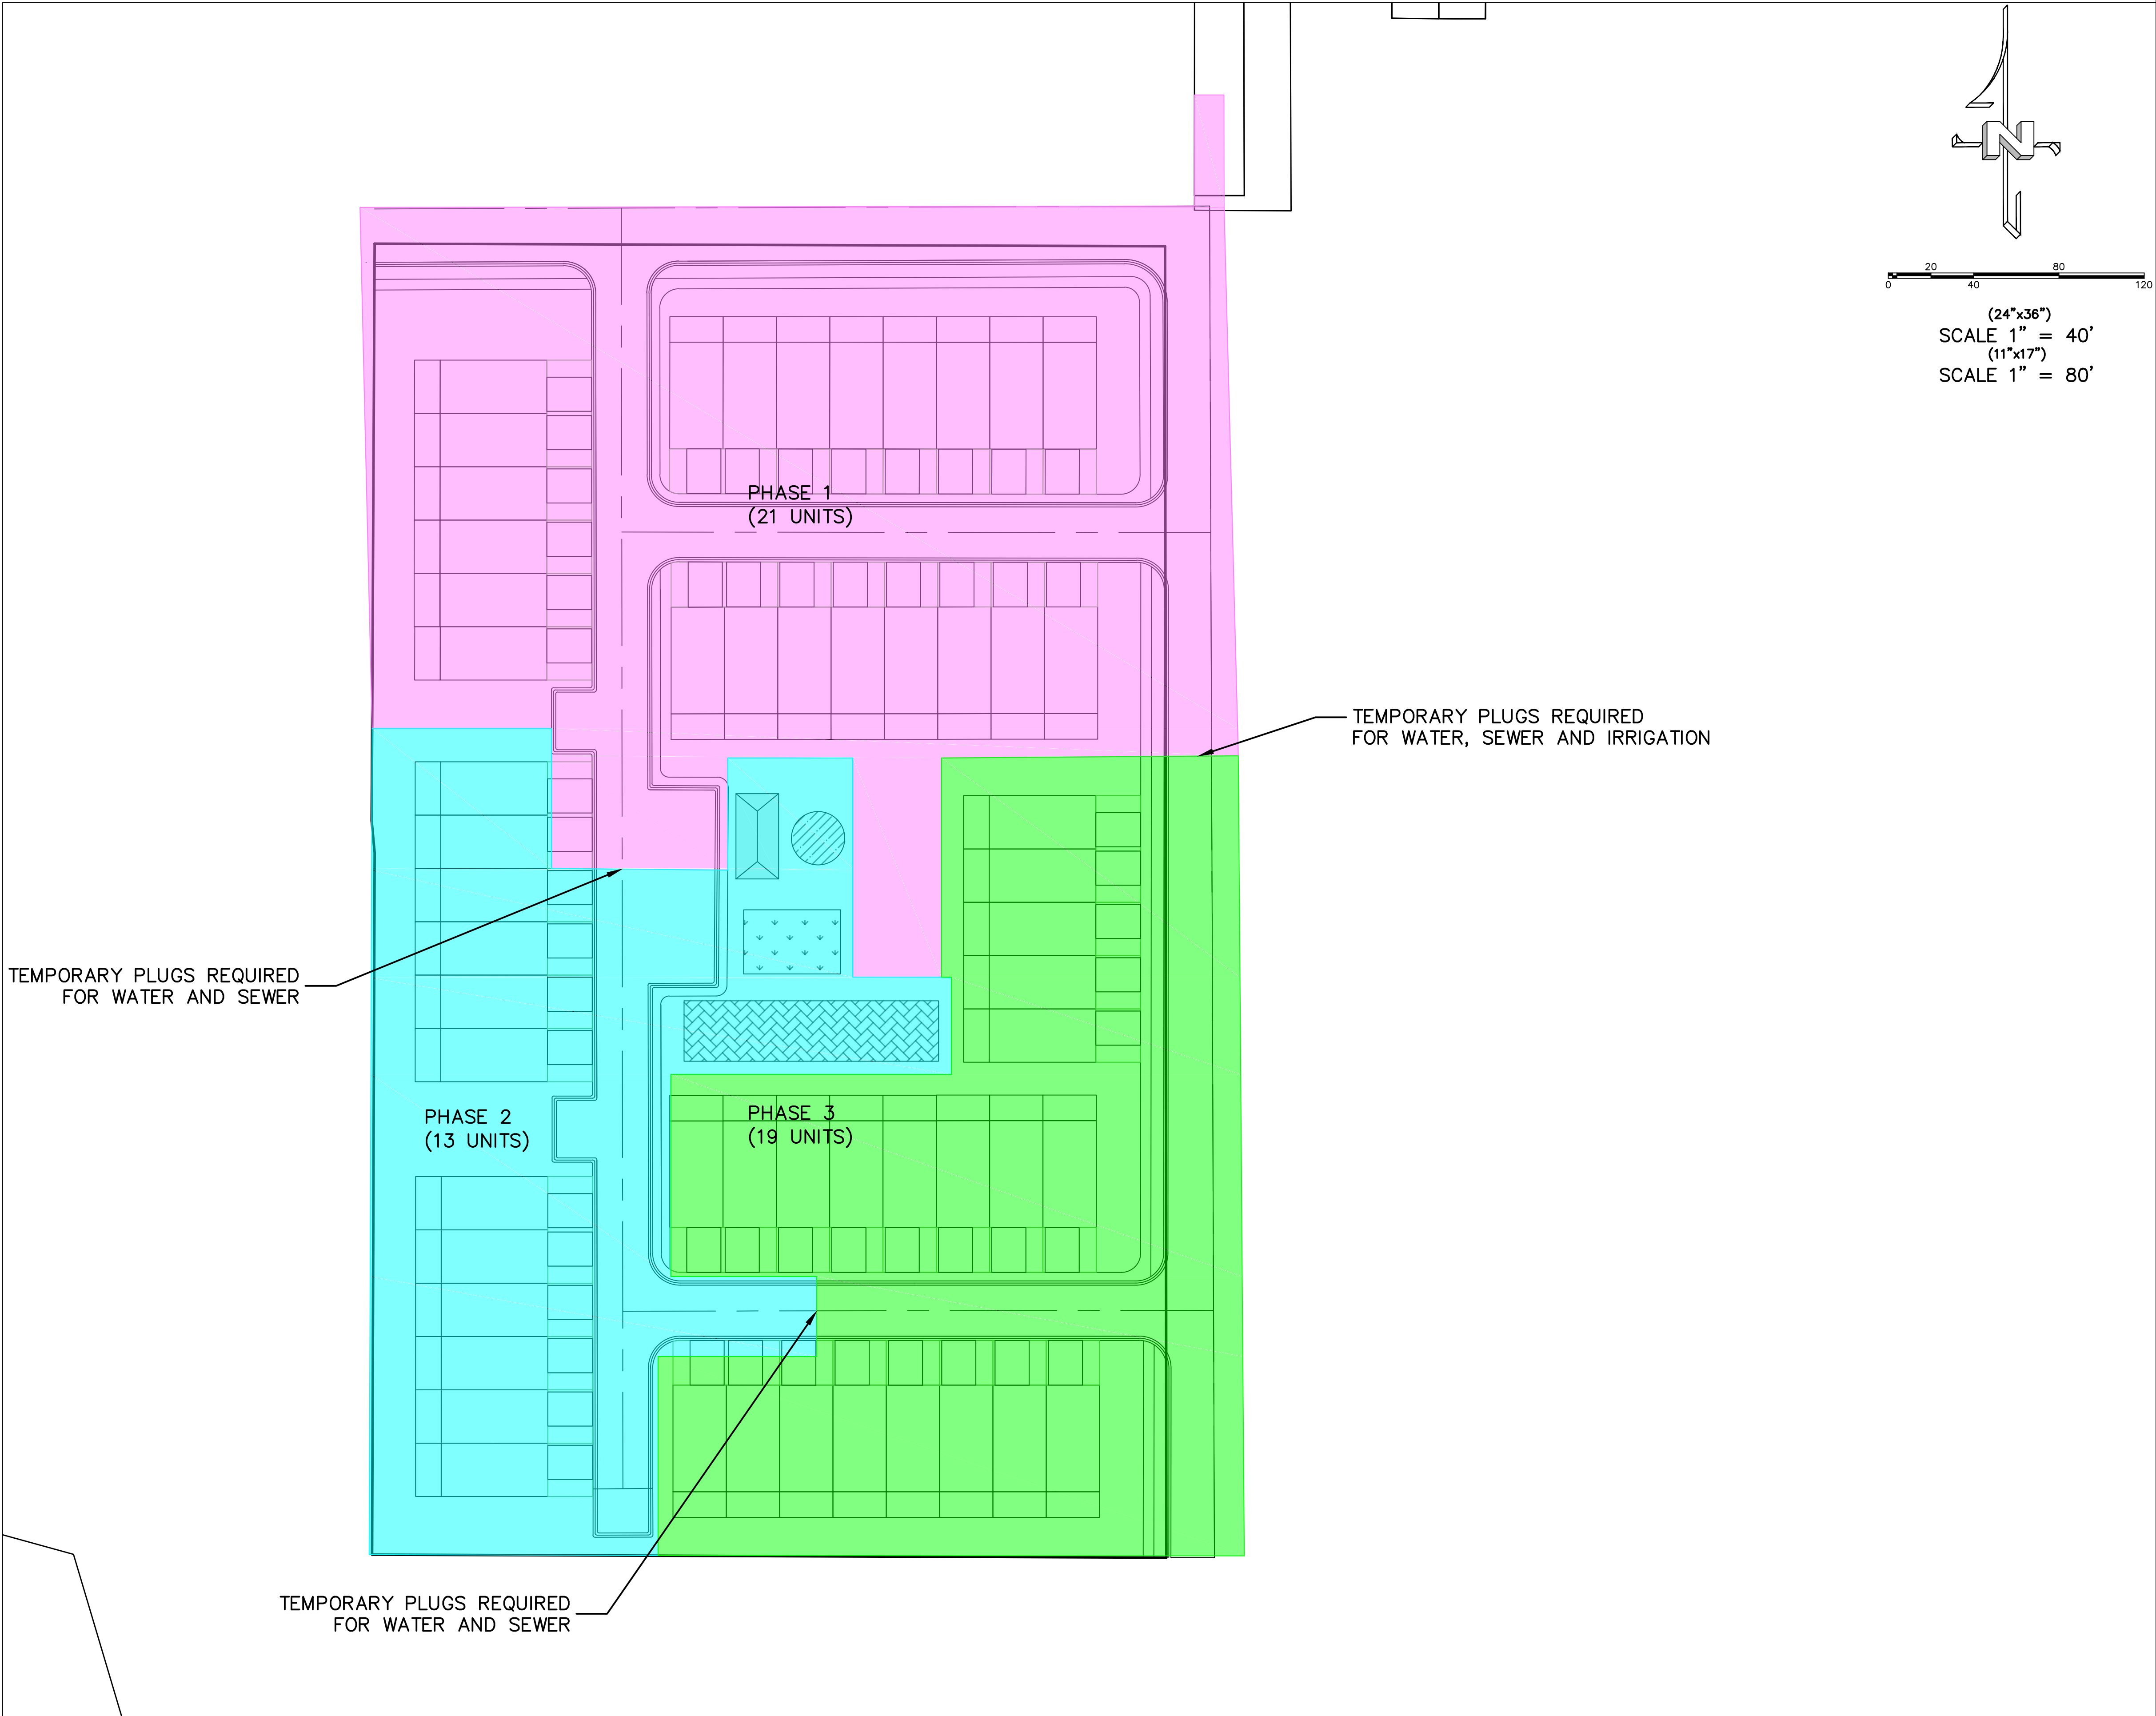 N
20 80
0 40 120
(24"x36")
SCALE 1" = 40'
(11"x17")
SCALE 1" = 80'
PHASE 1
(21 UNITS)
TEMPORARY PLUGS REQUIRED
FOR WATER, SEWER AND IRRIGATION
TEMPORARY PLUGS REQUIRED
FOR WATER AND SEWER
PHASE 2
(13 UNITS)
PHASE 3
(19 UNITS)
TEMPORARY PLUGS REQUIRED
FOR WATER AND SEWER